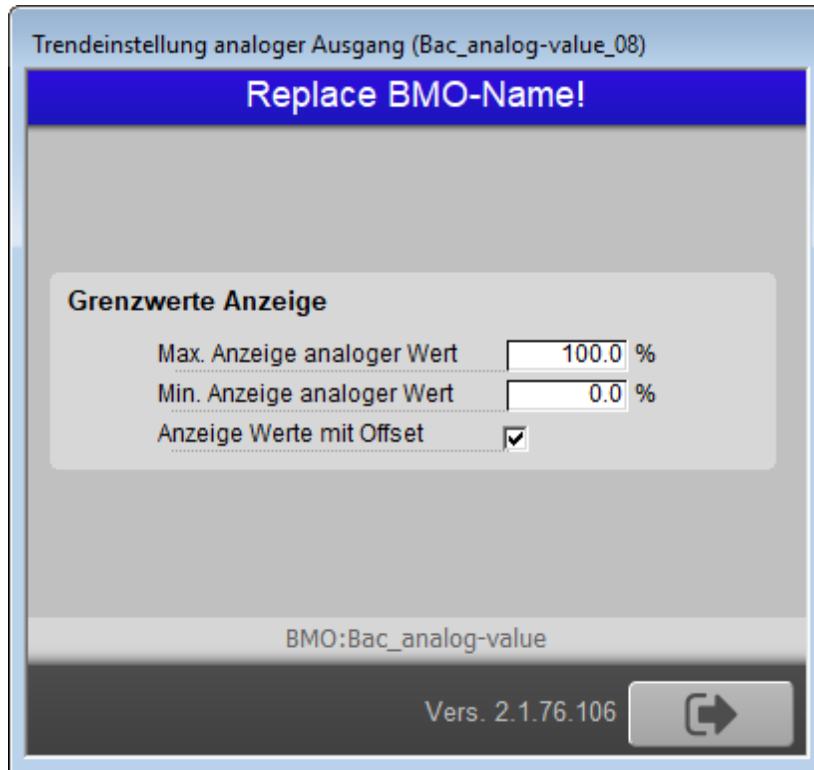 Trendeinstellung analoger Ausgang (Bac_analog-value_08)
Replace BMO-Name!
Grenzwerte Anzeige
Max. Anzeige analoger Wert 100.0 %
Min. Anzeige analoger Wert 0.0 %
Anzeige Werte mit Offset
BMO:Bac_analog-value
Vers. 2.1.76.106